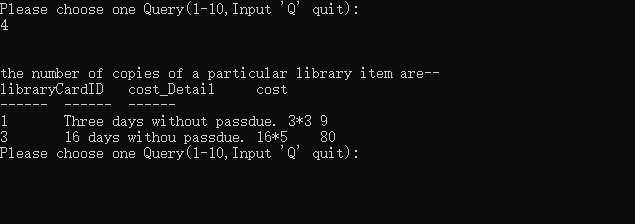 Please choose one Query(1-10,Input 'Q' quit):
4
the number of copies of a particular library item are--
libraryCardID   cost_Detail     cost
------  ------  ------
1       Three days without passdue. 3*3 9
3       16 days withou passdue. 16*5    80
Please choose one Query(1-10,Input 'Q' quit):